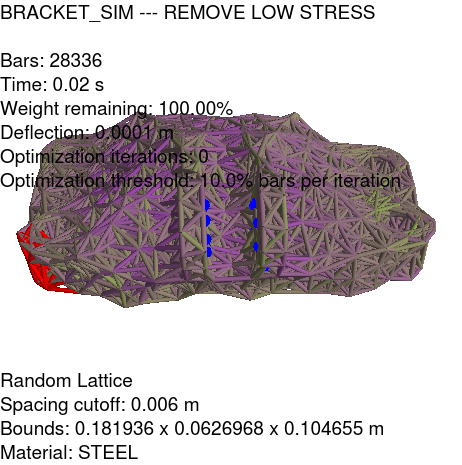 BRACKET_SIM --- REMOVE LOW STRESS
Bars: 28336
Time: 0.02 s
Weight remaining: 100.00%
Deflection: 0.0001 m
Optimization iterations: 0
Optimization threshold: 10.0% bars per iteration
Random Lattice
Spacing cutoff: 0.006 m
Bounds: 0.181936 x 0.0626968 x 0.104655 m
Material: STEEL